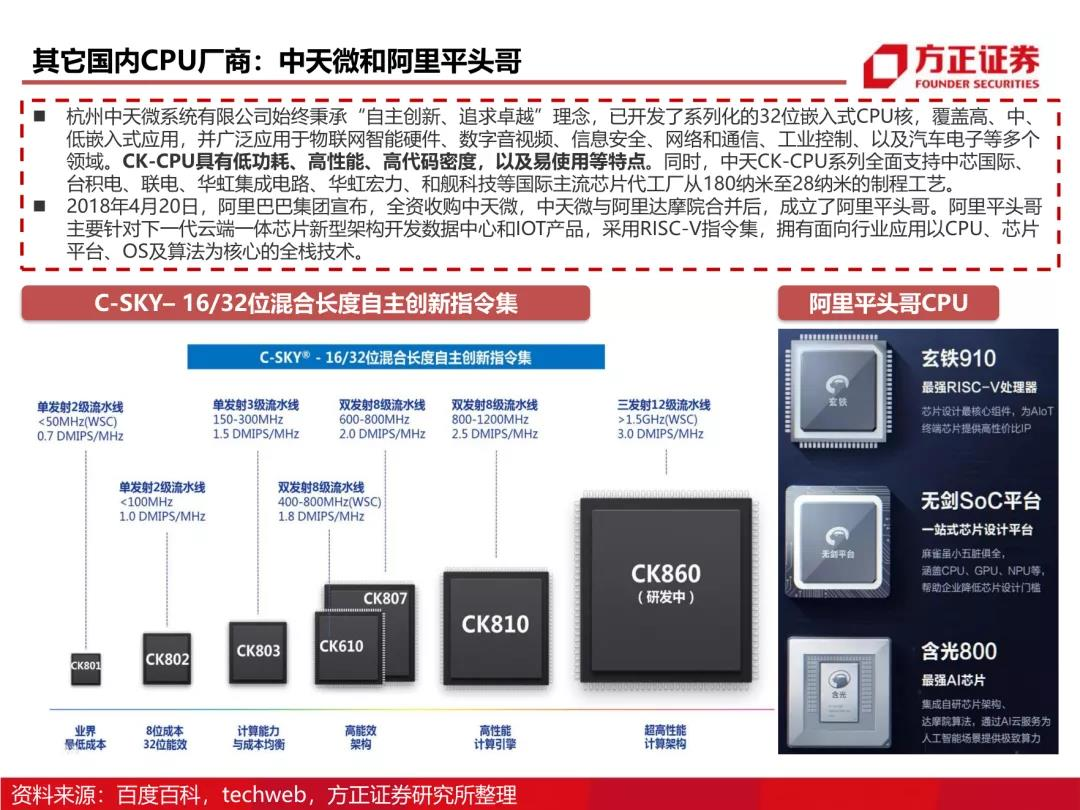 其它国内CPU厂商：中天微和阿里平头哥
方正证券
FOUNDER SECURITIES
■ 杭州中天微系统有限公司始终秉承“自主创新、追求卓越”理念，已开发了系列化的32位嵌入式CPU核，覆盖高、中、
低嵌入式应用，并广泛应用于物联网智能硬件、数字音视频、信息安全、网络和通信、工业控制、以及汽车电子等多个
领域。CK-CPU具有低功耗、高性能、高代码密度，以及易使用等特点。同时，中天CK-CPU系列全面支持中芯国际、
台积电、联电、华虹集成电路、华虹宏力、和舰科技等国际主流芯片代工厂从180纳米至28纳米的制程工艺。
■ 2018年4月20日，阿里巴巴集团宣布，全资收购中天微，中天微与阿里达摩院合并后，成立了阿里平头哥。阿里平头哥
主要针对下一代云端一体芯片新型架构开发数据中心和IOT产品，采用RISC-V指令集，拥有面向行业应用以CPU、芯片
平台、OS及算法为核心的全栈技术。
C-SKY– 16/32位混合长度自主创新指令集
C-SKY® - 16/32位混合长度自主创新指令集
单发射2级流水线
<50MHz(WSC)
0.7 DMIPS/MHz
单发射2级流水线
<100MHz
1.0 DMIPS/MHz
单发射3级流水线
150-300MHz
1.5 DMIPS/MHz
双发射8级流水线
400-800MHz(WSC)
1.8 DMIPS/MHz
双发射8级流水线
600-800MHz
2.0 DMIPS/MHz
双发射8级流水线
800-1200MHz
2.5 DMIPS/MHz
三发射12级流水线
>1.5GHz(WSC)
3.0 DMIPS/MHz
CK801
CK802
CK803
CK610
CK807
CK810
CK860
（研发中）
业界
最低成本
8位成本
32位能效
计算能力
与成本均衡
高能效
架构
高性能
计算引擎
超高性能
计算架构
阿里平头哥CPU
玄铁
玄铁910
最强RISC-V处理器
芯片设计最核心组件，为AIoT
终端芯片提供高性价比IP
无剑平台
无剑SoC平台
一站式芯片设计平台
麻雀虽小五脏俱全，
涵盖CPU、GPU、NPU等，
帮助企业降低芯片设计门槛
含光
含光800
最强AI芯片
集成自研芯片架构、
达摩院算法，通过AI云服务为
人工智能场景提供极致算力
资料来源：百度百科，techweb，方正证券研究所整理